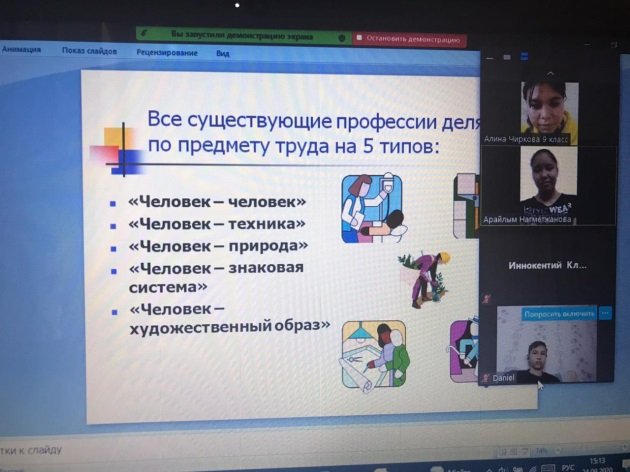 Вы запустили демонстрацию экрана
Остановить демонстрацию
Анимация Показ слайдов Рецензирование Вид
Все существующие профессии деля
по предмету труда на 5 типов:
«Человек – человек»
«Человек – техника»
«Человек – природа»
«Человек – знаковая
система»
«Человек –
художественный образ»
Алина Чиркова 9 класс
Арайлым Нагметжанова
Иннокентий Кл...
Попросить включить
...
Daniel
тки к слайду
РУС
15:13